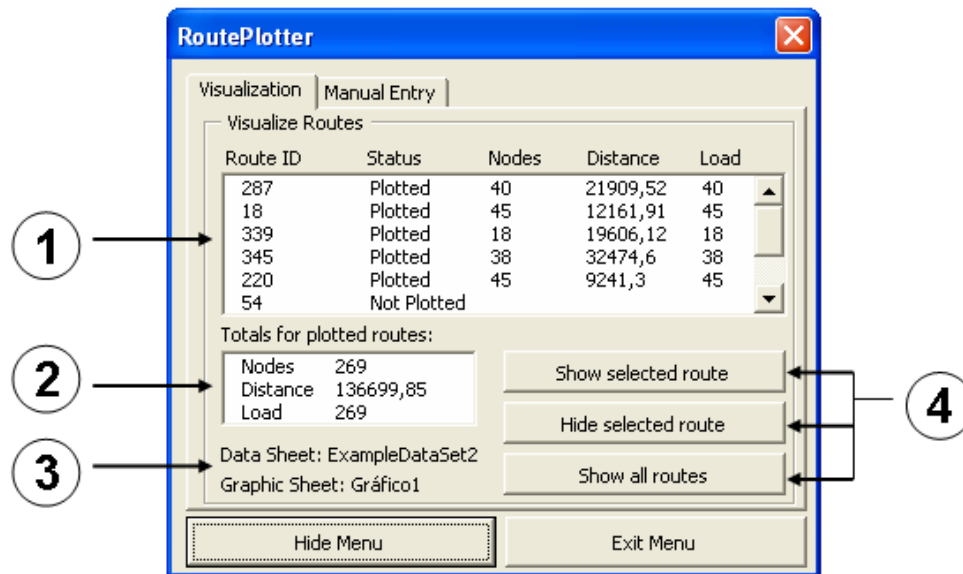 RoutePlotter
Visualization Manual Entry
Visualize Routes
Route ID Status Nodes Distance Load
287 Plotted 40 21909,52 40
18 Plotted 45 12161,91 45
339 Plotted 18 19606,12 18
345 Plotted 38 32474,6 38
220 Plotted 45 9241,3 45
54 Not Plotted
1
Totals for plotted routes:
Nodes 269
Distance 136699,85
Load 269
2
Show selected route
Hide selected route
Show all routes
4
Data Sheet: ExampleDataSet2
Graphic Sheet: Gráfico1
3
Hide Menu Exit Menu